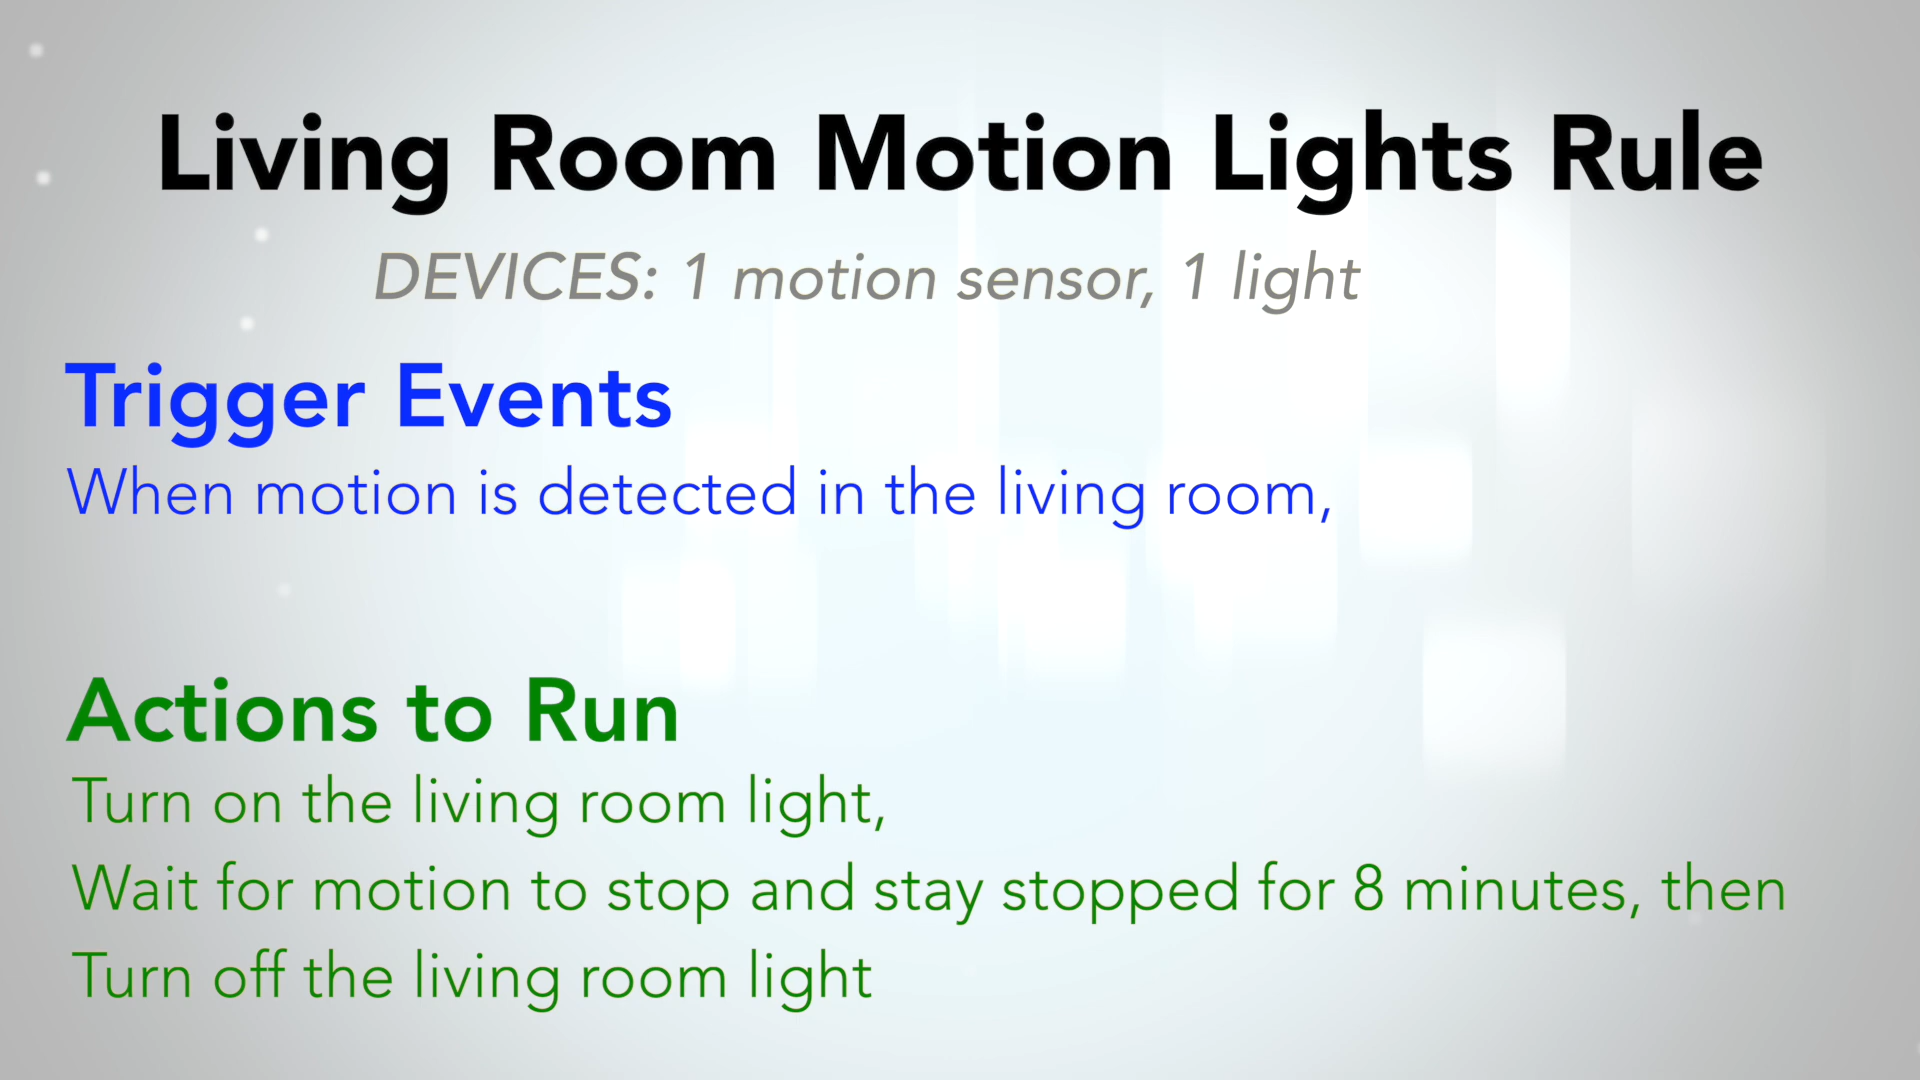 Living Room Motion Lights Rule
DEVICES: 1 motion sensor, 1 light
Trigger Events
When motion is detected in the living room,
Actions to Run
Turn on the living room light,
Wait for motion to stop and stay stopped for 8 minutes, then
Turn off the living room light